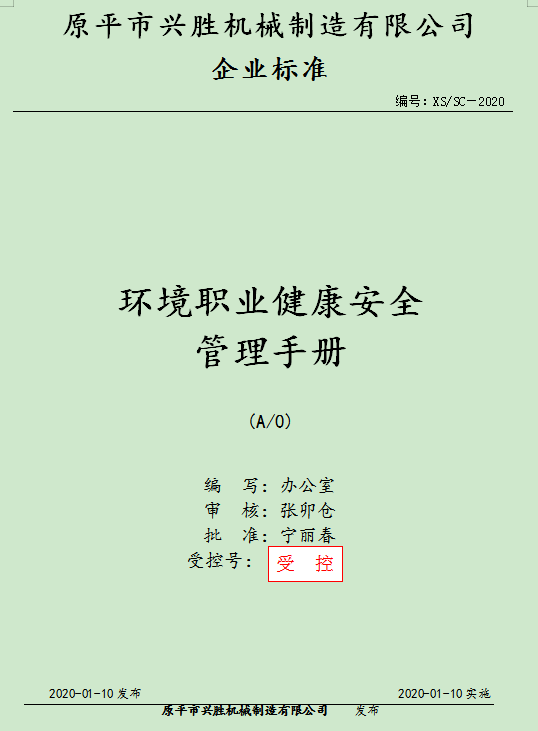 原平市兴胜机械制造有限公司
企业标准
编号：XS/SC－2020
环境职业健康安全
管理手册
（A/0）
编 写：办公室
审 核：张卯仓
批 准：宁丽春
受控号： 受 控
2020-01-10 发布 2020-01-10 实施
原平市兴胜机械制造有限公司 发布